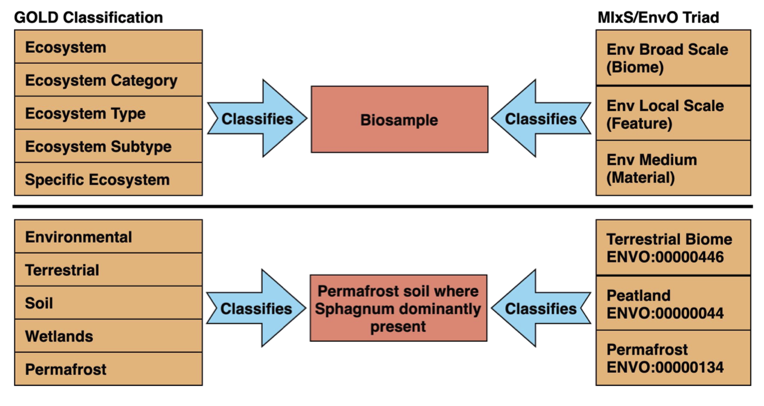 GOLD Classification
MIxS/EnvO Triad
Ecosystem
Ecosystem Category
Ecosystem Type
Ecosystem Subtype
Specific Ecosystem
Classifies
Biosample
Classifies
Env Broad Scale
(Biome)
Env Local Scale
(Feature)
Env Medium
(Material)
Environmental
Terrestrial
Soil
Wetlands
Permafrost
Classifies
Permafrost soil where
Sphagnum dominantly
present
Classifies
Terrestrial Biome
ENVO:00000446
Peatland
ENVO:00000044
Permafrost
ENVO:00000134